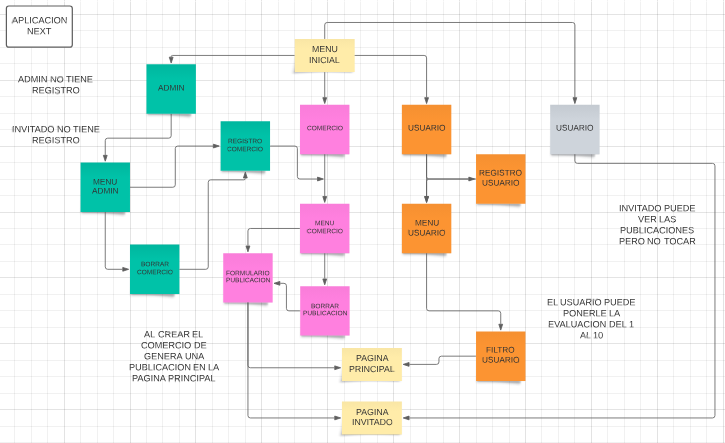 APLICACION
NEXT
MENU
INICIAL
ADMIN NO TIENE
REGISTRO
ADMIN
INVITADO NO TIENE
REGISTRO
REGISTRO
COMERCIO
COMERCIO
USUARIO
USUARIO
MENU
ADMIN
REGISTRO
USUARIO
MENU
COMERCIO
MENU
USUARIO
INVITADO PUEDE
VER LAS
PUBLICACIONES
PERO NO TOCAR
BORRAR
COMERCIO
FORMULARIO
PUBLICACION
BORRAR
PUBLICACION
EL USUARIO PUEDE
PONERLE LA
EVALUACION DEL 1
AL 10
AL CREAR EL
COMERCIO DE
GENERA UNA
PUBLICACION EN LA
PAGINA PRINCIPAL
PAGINA
PRINCIPAL
FILTRO
USUARIO
PAGINA
INVITADO